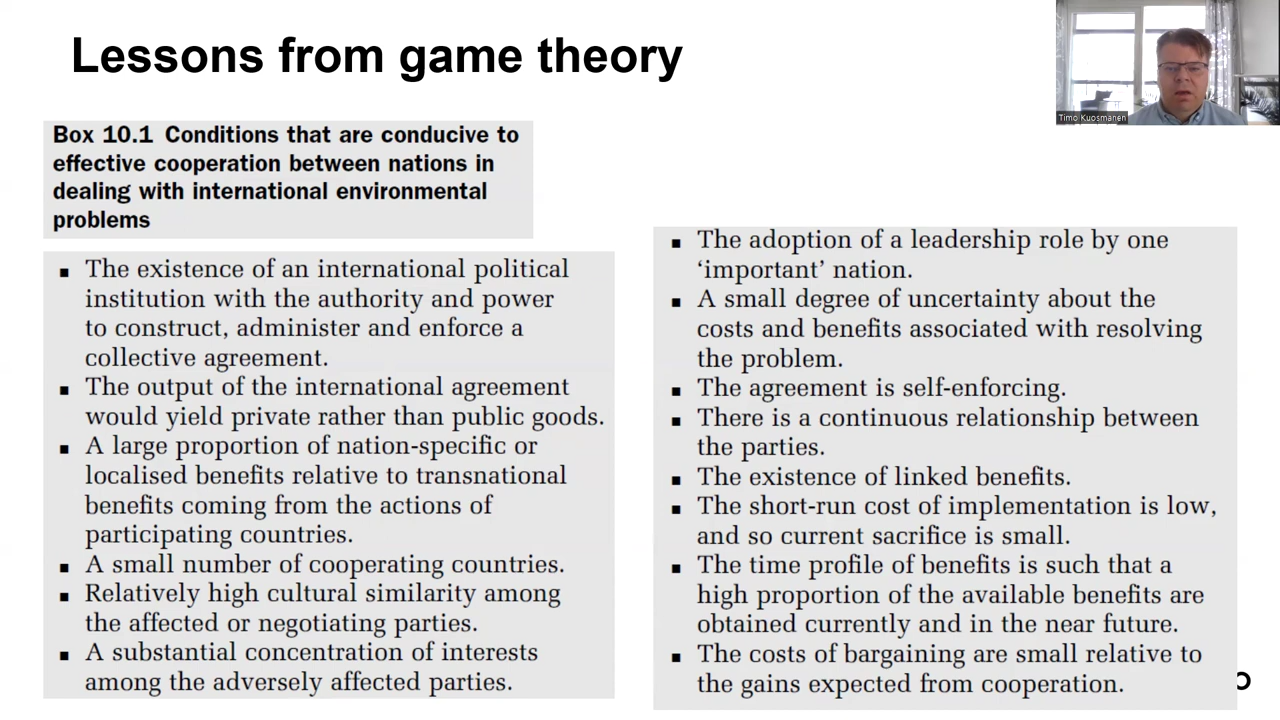 Lessons from game theory
Timo Kuosmanen
Box 10.1 Conditions that are conducive to
effective cooperation between nations in
dealing with international environmental
problems
▪ The existence of an international political
institution with the authority and power
to construct, administer and enforce a
collective agreement.
▪ The output of the international agreement
would yield private rather than public goods.
▪ A large proportion of nation-specific or
localised benefits relative to transnational
benefits coming from the actions of
participating countries.
▪ A small number of cooperating countries.
▪ Relatively high cultural similarity among
the affected or negotiating parties.
▪ A substantial concentration of interests
among the adversely affected parties.
▪ The adoption of a leadership role by one
‘important’ nation.
▪ A small degree of uncertainty about the
costs and benefits associated with resolving
the problem.
▪ The agreement is self-enforcing.
▪ There is a continuous relationship between
the parties.
▪ The existence of linked benefits.
▪ The short-run cost of implementation is low,
and so current sacrifice is small.
▪ The time profile of benefits is such that a
high proportion of the available benefits are
obtained currently and in the near future.
▪ The costs of bargaining are small relative to
the gains expected from cooperation.